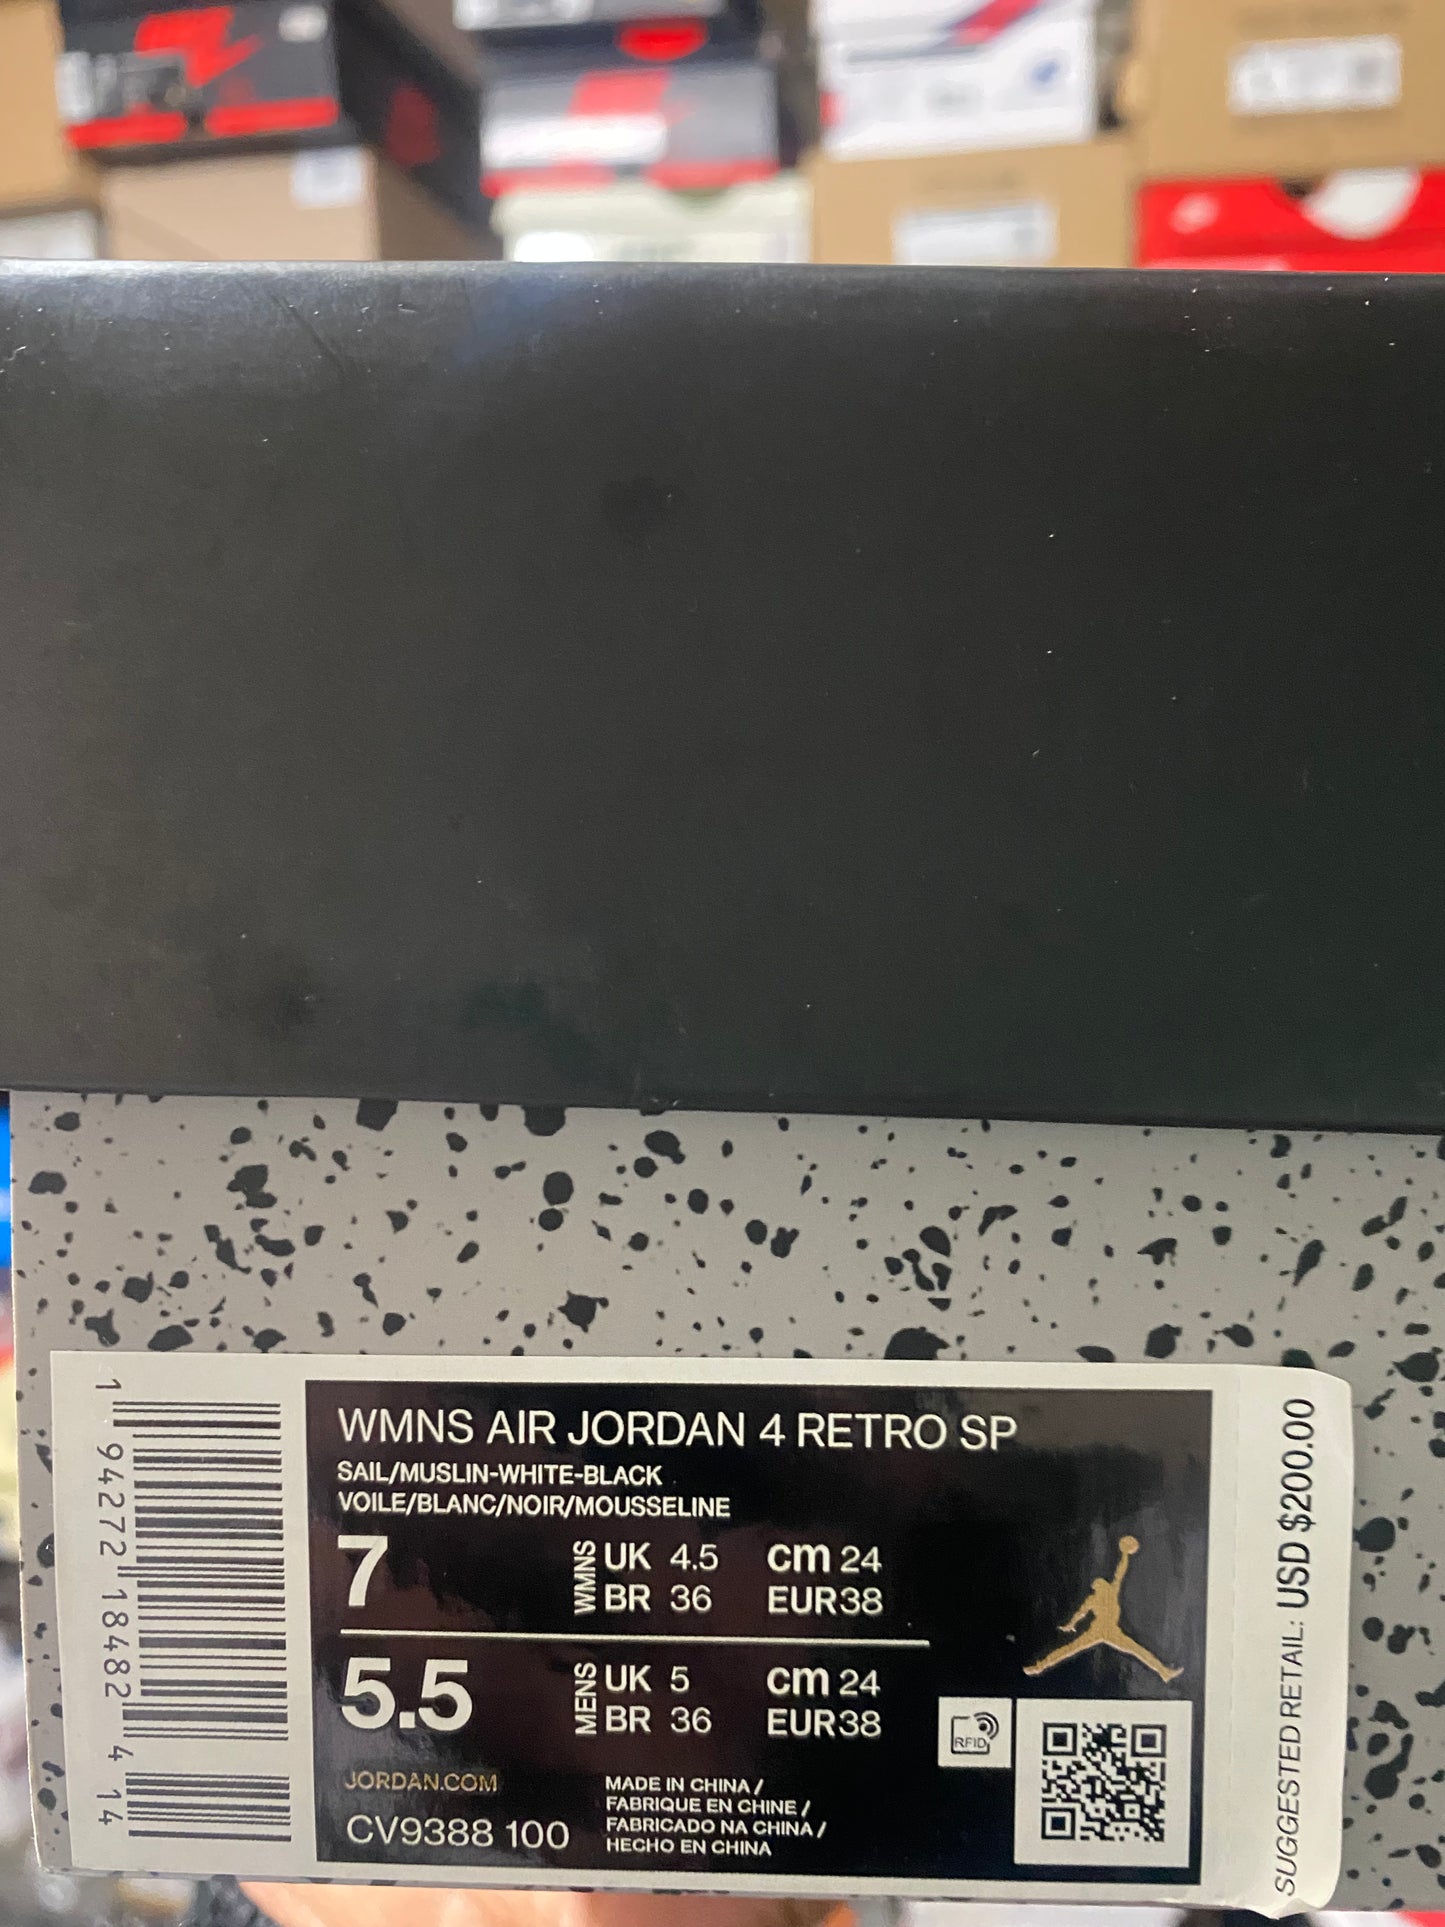 WMNS AIR JORDAN 4 RETRO SP
SAIL/MUSLIN-WHITE-BLACK
VOILE/BLANC/NOIR/MOUSSELINE
7 WMNS UK 4.5 cm 24
BR 36 EUR38
5.5 MENS UK 5 cm 24
BR 36 EUR38
JORDAN.COM
CV9388 100
MADE IN CHINA /
FABRIQUE EN CHINE /
FABRICADO NA CHINA /
HECHO EN CHINA
RFID
1 94272 18482 4 14
SUGGESTED RETAIL: USD $200.00